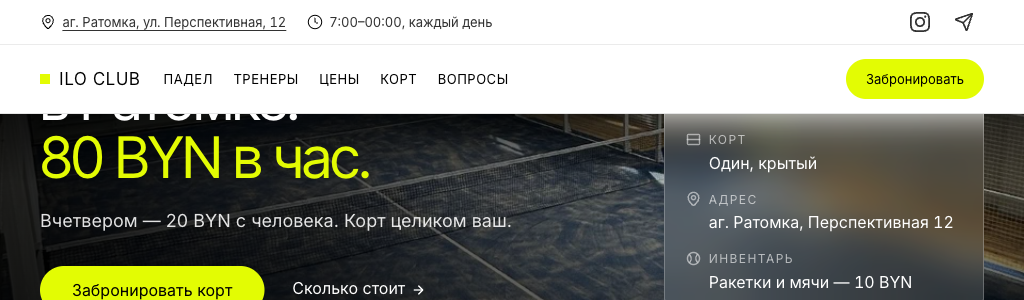 аг. Ратомка, ул. Перспективная, 12
7:00–00:00, каждый день
ILO CLUB
ПАДЕЛ
ТРЕНЕРЫ
ЦЕНЫ
КОРТ
ВОПРОСЫ
Забронировать
в Ратомке.
80 BYN в час.
Вчетвером — 20 BYN с человека. Корт целиком ваш.
Забронировать корт
Сколько стоит →
КОРТ
Один, крытый
АДРЕС
аг. Ратомка, Перспективная 12
ИНВЕНТАРЬ
Ракетки и мячи — 10 BYN